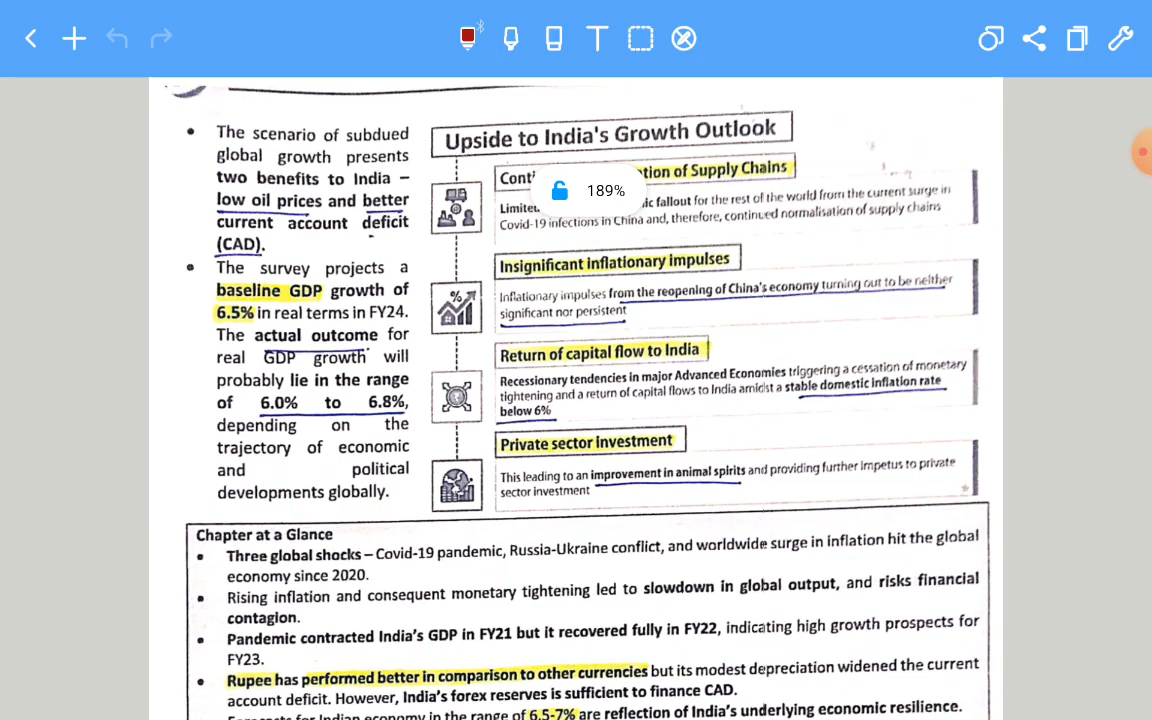 189%
• The scenario of subdued
global growth presents
two benefits to India –
low oil prices and better
current account deficit
(CAD).
• The survey projects a
baseline GDP growth of
6.5% in real terms in FY24.
The actual outcome for
real GDP growth will
probably lie in the range
of 6.0% to 6.8%,
depending on the
trajectory of economic
and political
developments globally.
Upside to India's Growth Outlook
tion of Supply Chains
fallout for the rest of the world from the current surge in
Covid-19 infections in China and, therefore, continued normalisation of supply chains
Insignificant inflationary impulses
Inflationary impulses from the reopening of China's economy turning out to be neither
significant nor persistent
Return of capital flow to India
Recessionary tendencies in major Advanced Economies triggering a cessation of monetary
tightening and a return of capital flows to India amidst a stable domestic inflation rate
below 6%
Private sector investment
This leading to an improvement in animal spirits and providing further impetus to private
sector investment
Chapter at a Glance
• Three global shocks – Covid-19 pandemic, Russia-Ukraine conflict, and worldwide surge in inflation hit the global
economy since 2020.
• Rising inflation and consequent monetary tightening led to slowdown in global output, and risks financial
contagion.
• Pandemic contracted India's GDP in FY21 but it recovered fully in FY22, indicating high growth prospects for
FY23.
• Rupee has performed better in comparison to other currencies but its modest depreciation widened the current
account deficit. However, India's forex reserves is sufficient to finance CAD.
• Forecasts for Indian economy in the range of 6.5-7% are reflection of India's underlying economic resilience.